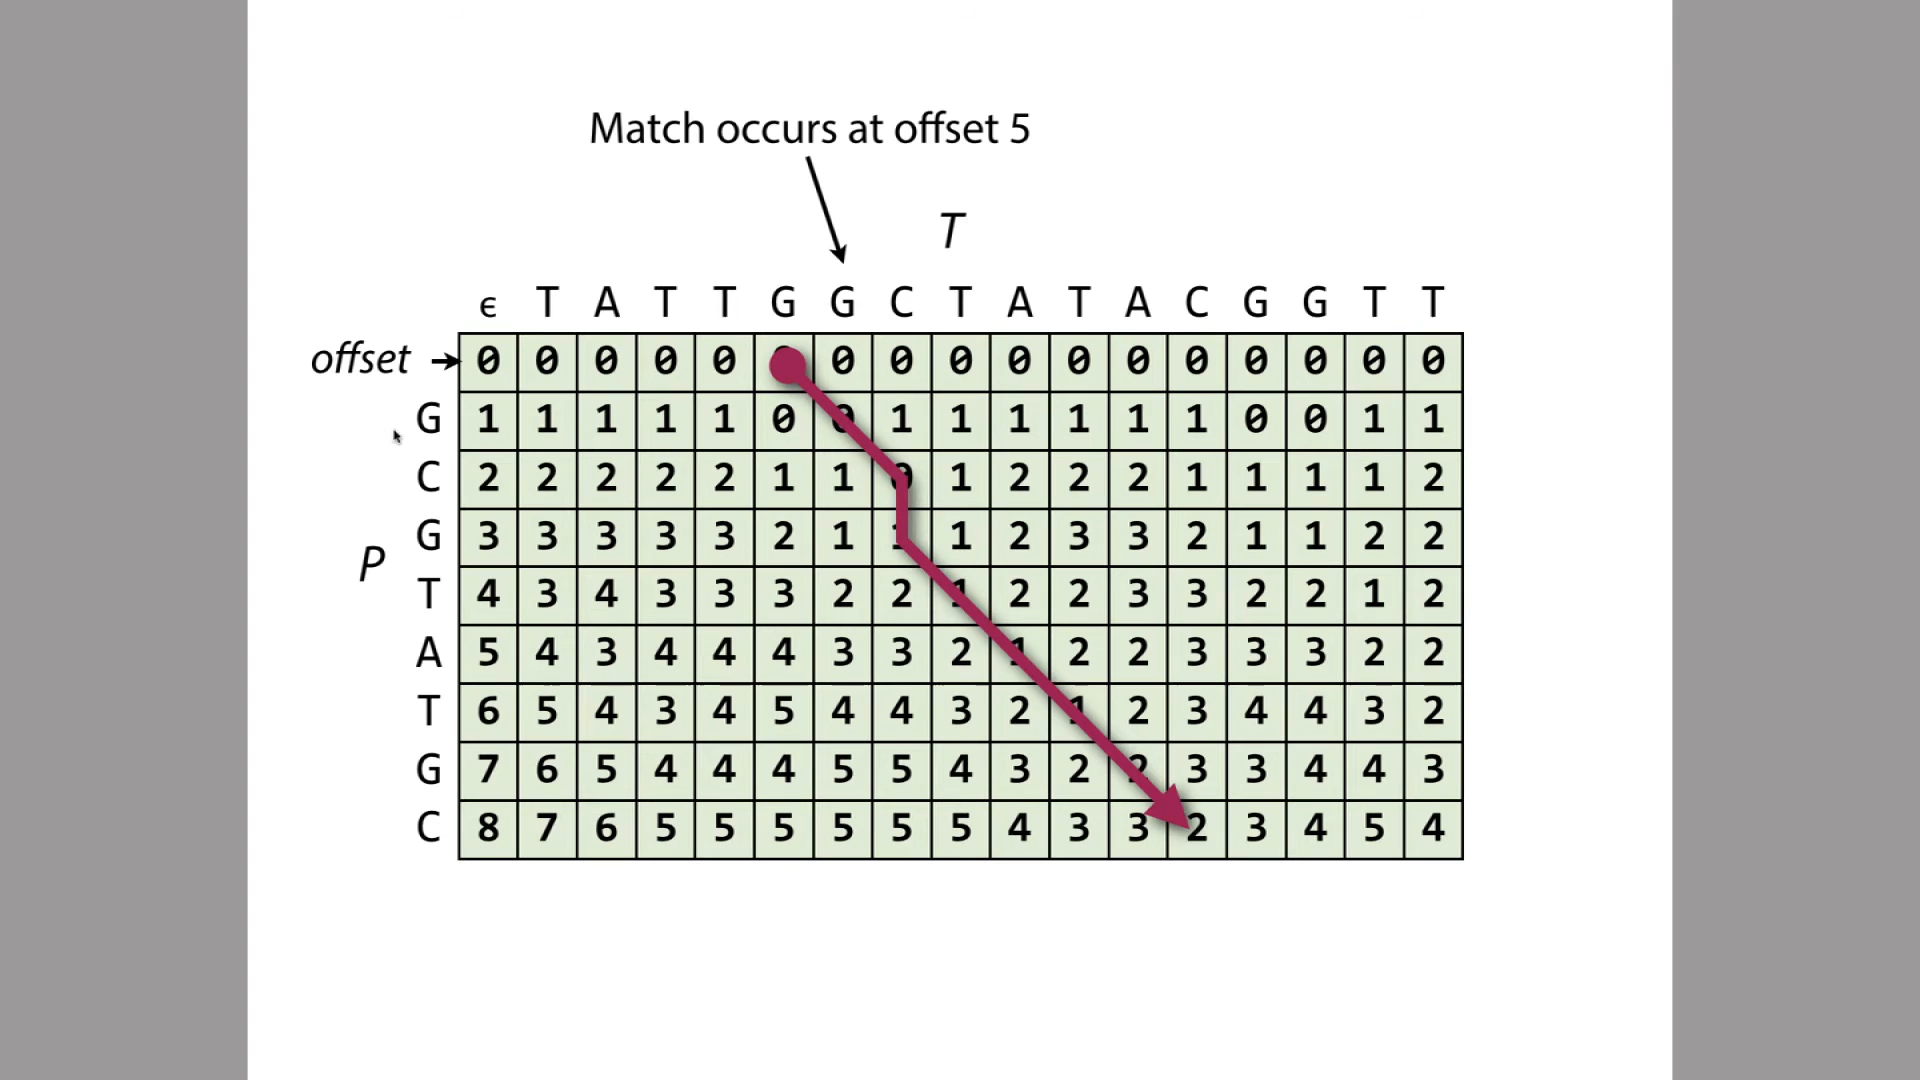 Match occurs at offset 5
T
ϵ T A T T G G C T A T A C G G T T
offset 0 0 0 0 0 0 0 0 0 0 0 0 0 0 0 0
G 1 1 1 1 1 0 0 1 1 1 1 1 1 0 0 1 1
C 2 2 2 2 2 1 1 0 1 2 2 2 1 1 1 1 2
G 3 3 3 3 3 2 1 1 2 3 3 2 1 1 2 2
P
T 4 3 4 3 3 3 2 2 1 2 2 3 3 2 2 1 2
A 5 4 3 4 4 4 3 3 2 1 2 2 3 3 3 2 2
T 6 5 4 3 4 5 4 4 3 2 1 2 3 4 4 3 2
G 7 6 5 4 4 4 5 5 4 3 2 2 3 3 4 4 3
C 8 7 6 5 5 5 5 5 5 4 3 3 2 3 4 5 4